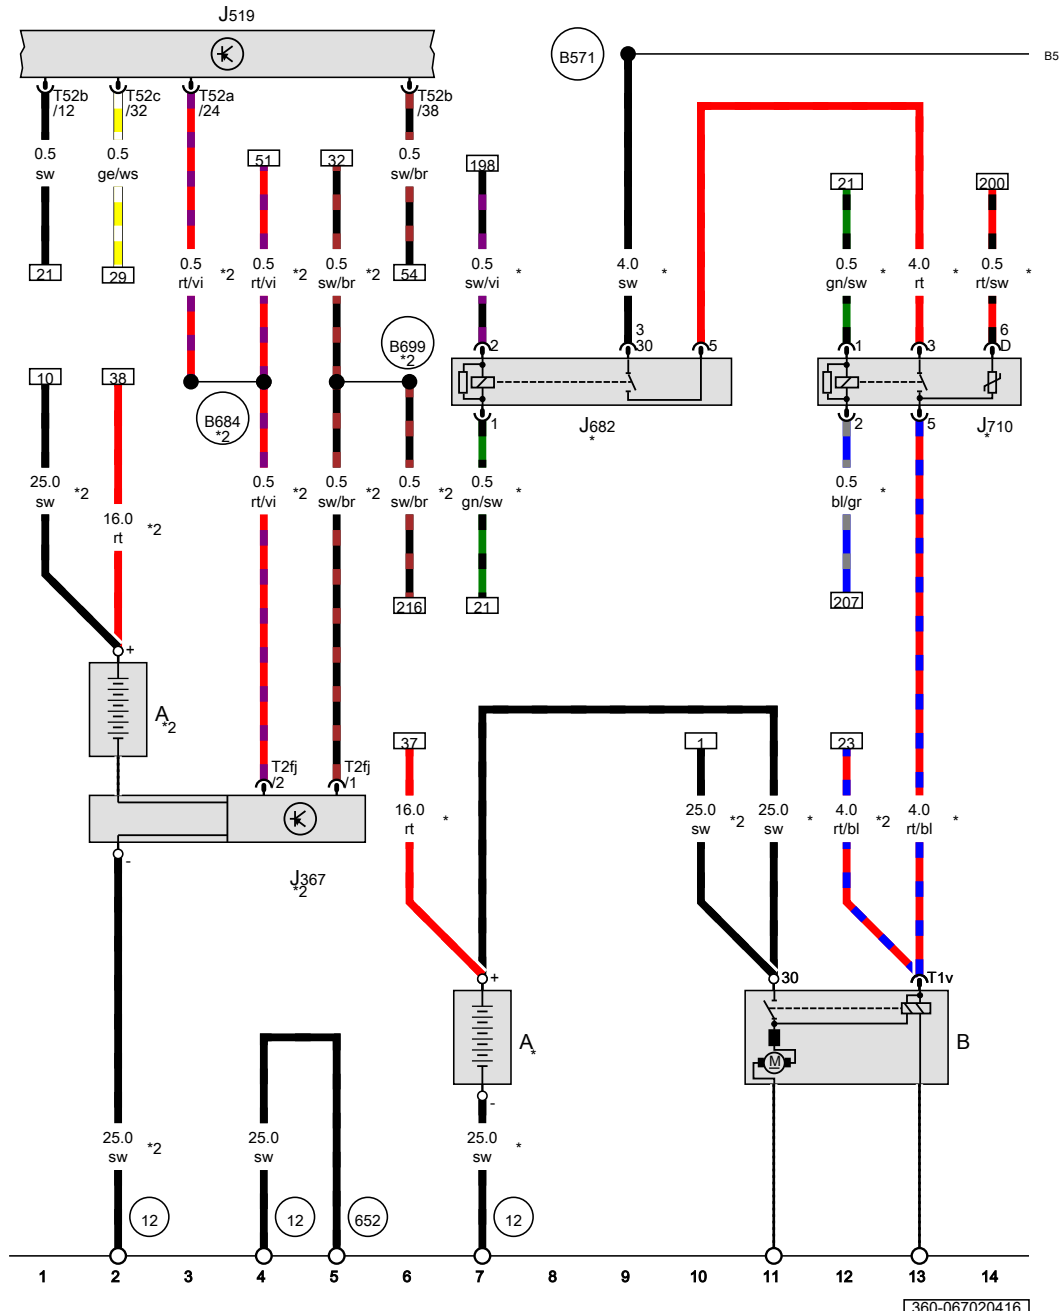 J519
B571
B5
T52b
/12
T52c
/32
T52a
/24
T52b
/38
0.5
sw
0.5
ge/ws
51
32
0.5
sw/br
198
21
200
21
29
0.5
rt/vi
*2
0.5
rt/vi
*2
0.5
sw/br
*2
54
0.5
sw/vi
*
4.0
sw
*
0.5
gn/sw
*
4.0
rt
*
0.5
rt/sw
*
B699
*2
2
3
30
5
1
3
6
D
10
38
B684
*2
1
J682
*
2
5
J710
*
25.0
sw
*2
16.0
rt
*2
0.5
rt/vi
*2
0.5
sw/br
*2
0.5
sw/br
*2
0.5
gn/sw
*
0.5
bl/gr
*
216
21
207
+
A
*2
37
1
23
T2fj
/2
T2fj
/1
16.0
rt
*
25.0
sw
*2
25.0
sw
*
4.0
rt/bl
*2
4.0
rt/bl
*
-
J367
*2
+
30
T1v
A
*
M
B
-
25.0
sw
*2
25.0
sw
25.0
sw
*
12
12
652
12
1 2 3 4 5 6 7 8 9 10 11 12 13 14
360-067020416